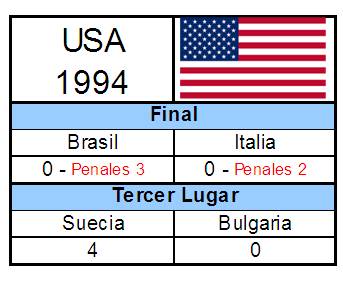 USA
1994
Final
Brasil Italia
0 - Penales 3 0 - Penales 2
Tercer Lugar
Suecia Bulgaria
4 0